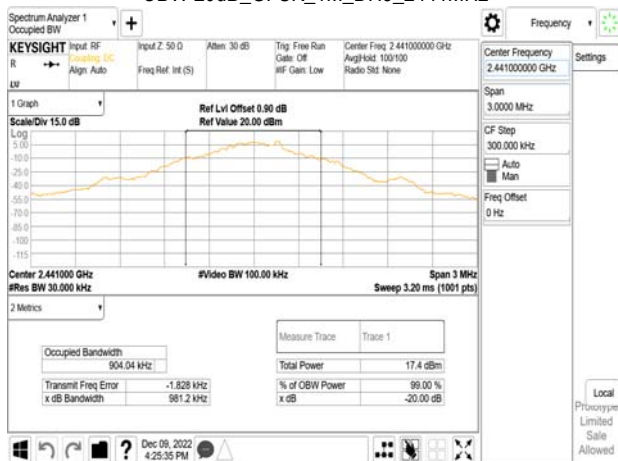 Spectrum Analyzer 1
Occupied BW
Frequency
KEYSIGHT Input: RF
Coupling: DC
Align: Auto
Input Z: 50 Ω
Freq Ref: Int (S)
Atten: 30 dB
Trig: Free Run
Gate: Off
#IF Gain: Low
Center Freq: 2.441000000 GHz
Avg|Hold: 100/100
Radio Std: None
R
LV
1 Graph
Scale/Div 15.0 dB
Ref Lvl Offset 0.90 dB
Ref Value 20.00 dBm
Log
5.00
-10.0
-25.0
-40.0
-55.0
-70.0
-85.0
-100
-115
Center 2.441000 GHz
#Res BW 30.000 kHz
#Video BW 100.00 kHz
Span 3 MHz
Sweep 3.20 ms (1001 pts)
2 Metrics
Measure Trace Trace 1
Occupied Bandwidth
904.04 kHz
Total Power 17.4 dBm
Transmit Freq Error -1.828 kHz
% of OBW Power 99.00 %
x dB Bandwidth 981.2 kHz
x dB -20.00 dB
Center Frequency
2.441000000 GHz
Settings
Span
3.0000 MHz
CF Step
300.000 kHz
Auto
Man
Freq Offset
0 Hz
Local
Prototype
Limited
Sale
Allowed
Dec 09, 2022
4:25:35 PM